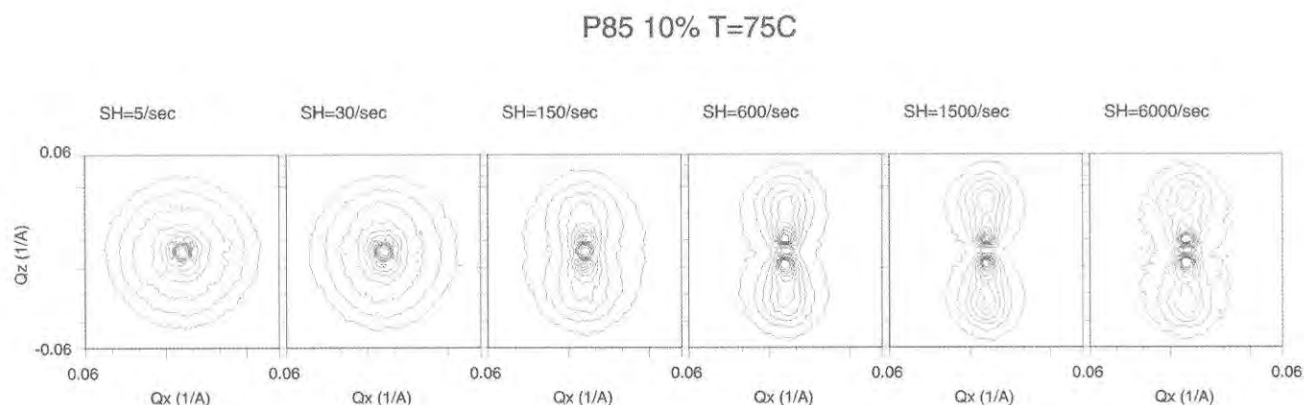 P85 10% T=75C
SH=5/sec SH=30/sec SH=150/sec SH=600/sec SH=1500/sec SH=6000/sec
0.06
Qz (1/A)
-0.06
0.06 0.06 0.06 0.06 0.06 0.06 0.06
Qx (1/A) Qx (1/A) Qx (1/A) Qx (1/A) Qx (1/A) Qx (1/A)